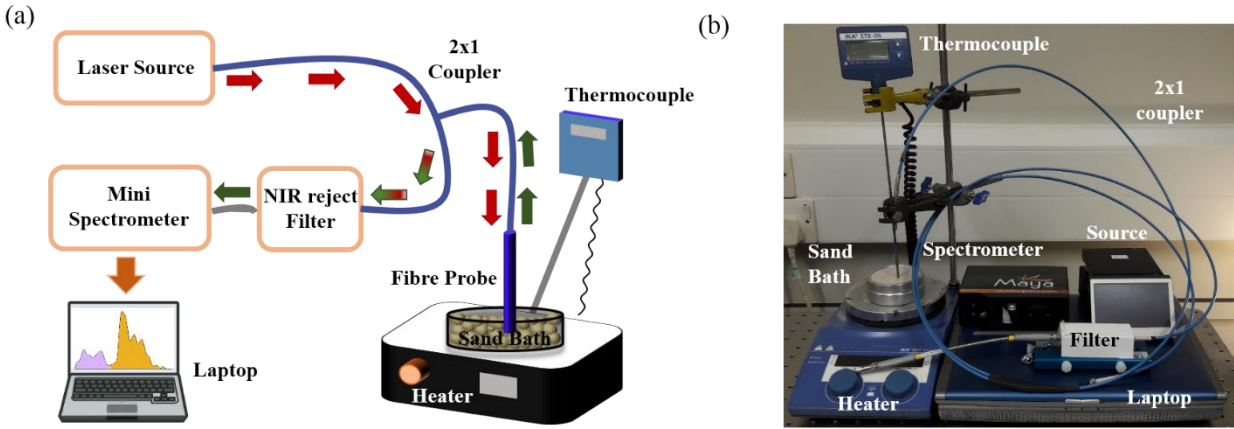 (a)
Laser Source
2x1
Coupler
Thermocouple
Mini
Spectrometer
NIR reject
Filter
Fibre Probe
Sand Bath
Laptop
Heater
(b)
Thermocouple
2x1
coupler
Sand
Bath
Spectrometer
Source
Maya
Filter
Heater
Laptop